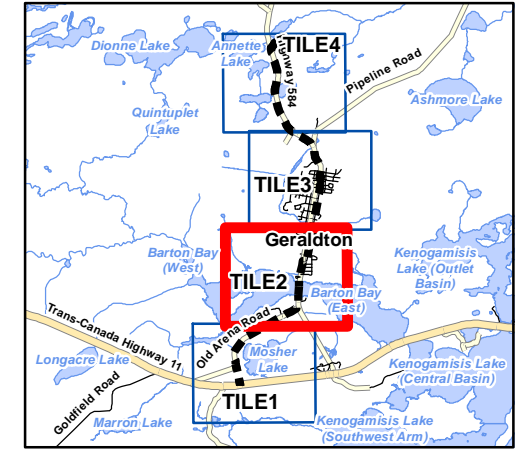 TILE4
Dionne Lake
Annette
Lake
Highway 584
Pipeline Road
Ashmore Lake
Quintuplet
Lake
TILE3
Geraldton
Barton Bay
(West)
TILE2
Kenogamisis
Lake (Outlet
Basin)
Barton Bay
(East)
Trans-Canada Highway 11
Old Arena Road
Mosher
Lake
Longacre Lake
Goldfield Road
Kenogamisis Lake
(Central Basin)
TILE1
Marron Lake
Kenogamisis Lake
(Southwest Arm)